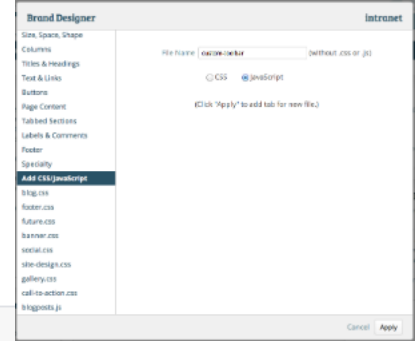 Brand Designer
intranet
Size, Space, Shape
Columns
Titles & Headings
Text & Links
Buttons
Page Content
Tabbed Sections
Labels & Comments
Footer
Specialty
Add CSS/JavaScript
blog.css
footer.css
future.css
banner.css
social.css
site-design.css
gallery.css
call-to-action.css
blogposts.js
File Name custom-toolbar (without .css or .js)
CSS JavaScript
(Click "Apply" to add tab for new file.)
Cancel Apply